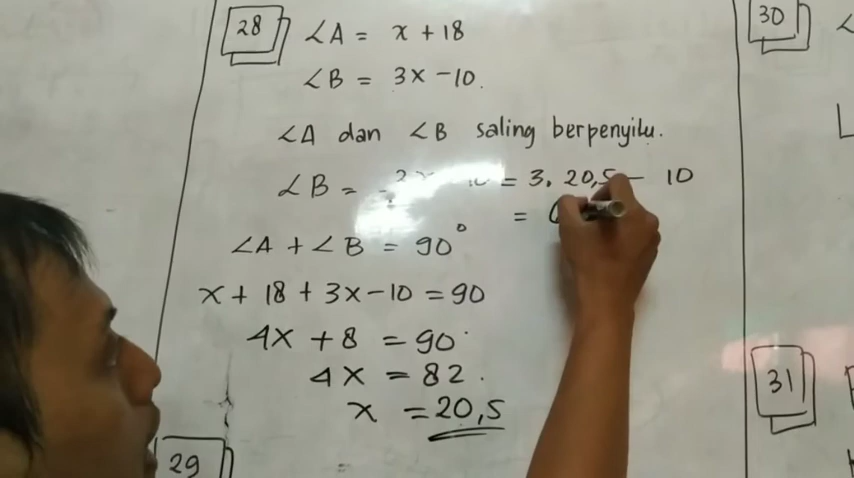 28
∠A = x + 18
∠B = 3x - 10.
∠A dan ∠B saling berpenyiku.
∠B = = 3. 20,5 - 10
=
∠A + ∠B = 90°
x + 18 + 3x - 10 = 90
4x + 8 = 90
4x = 82.
x = 20,5
29
30
31